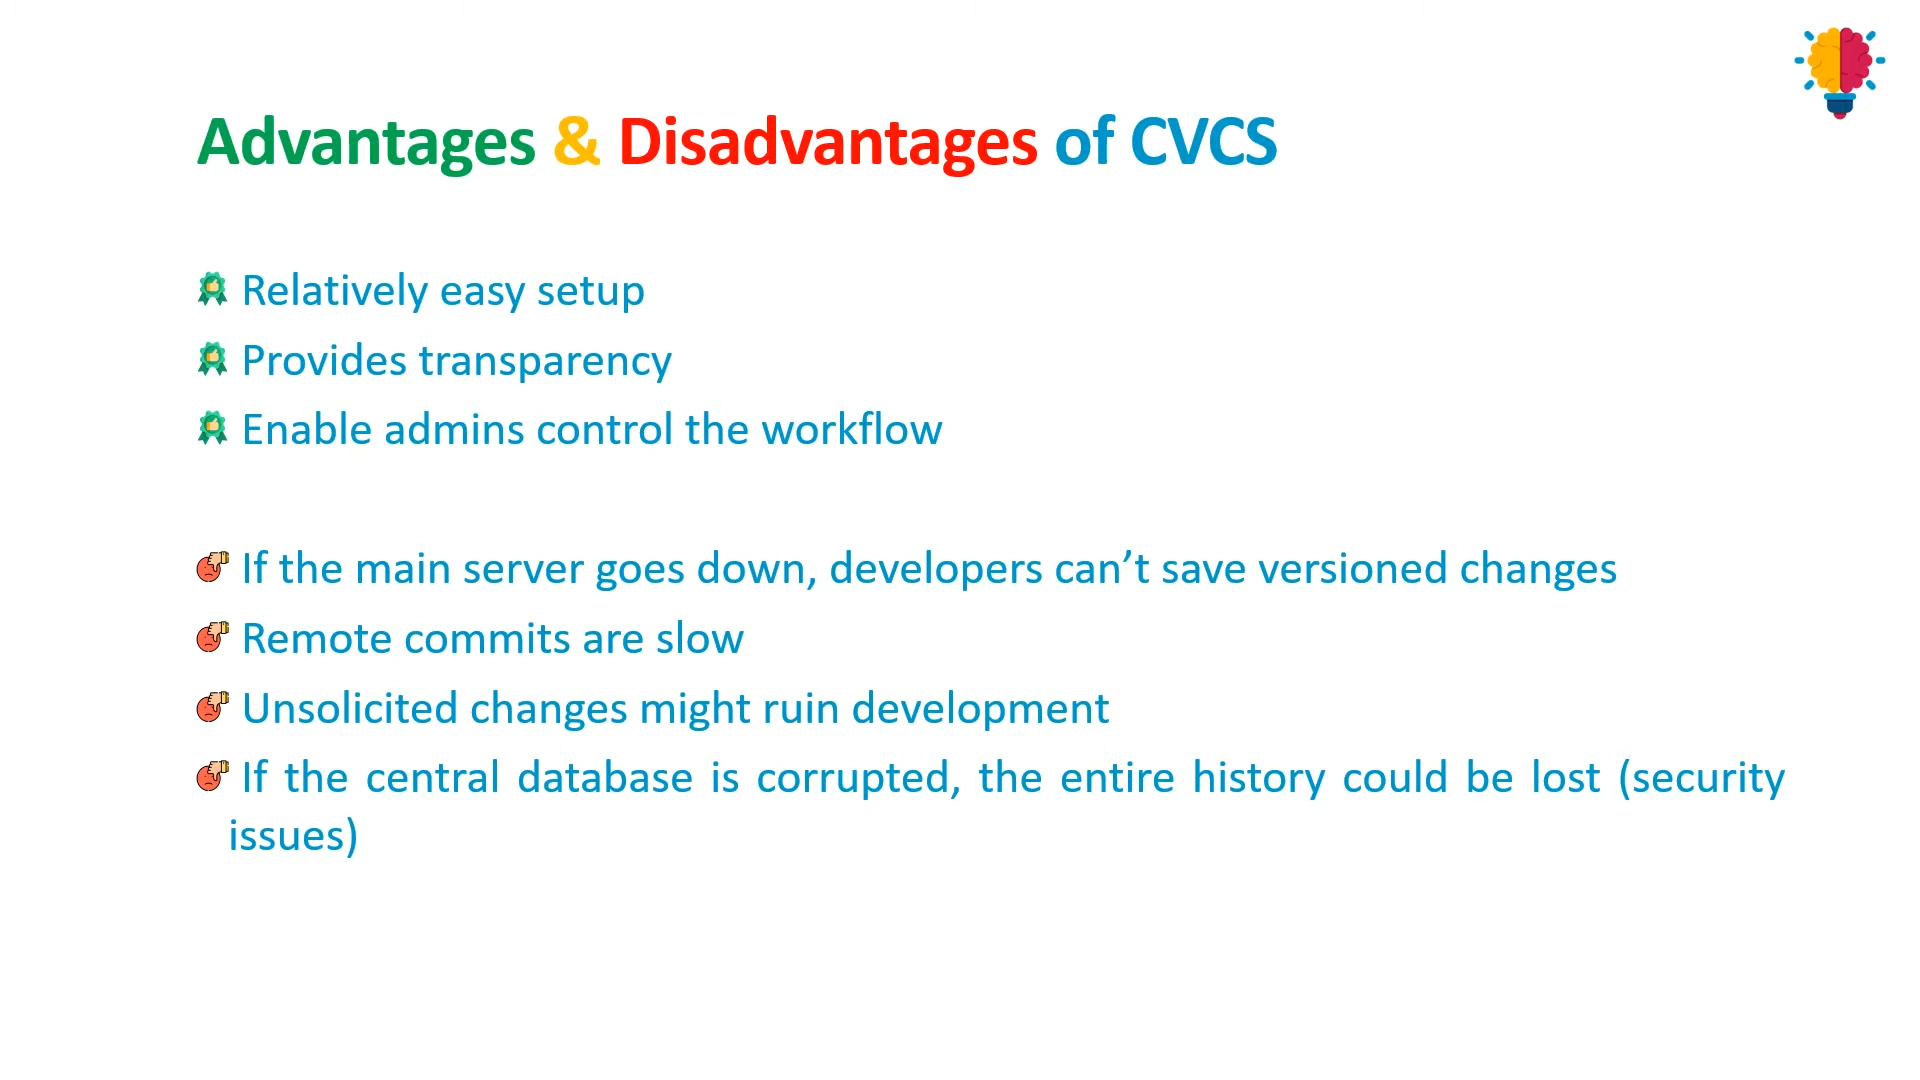 Advantages & Disadvantages of CVCS
Relatively easy setup
Provides transparency
Enable admins control the workflow
If the main server goes down, developers can’t save versioned changes
Remote commits are slow
Unsolicited changes might ruin development
If the central database is corrupted, the entire history could be lost (security
issues)